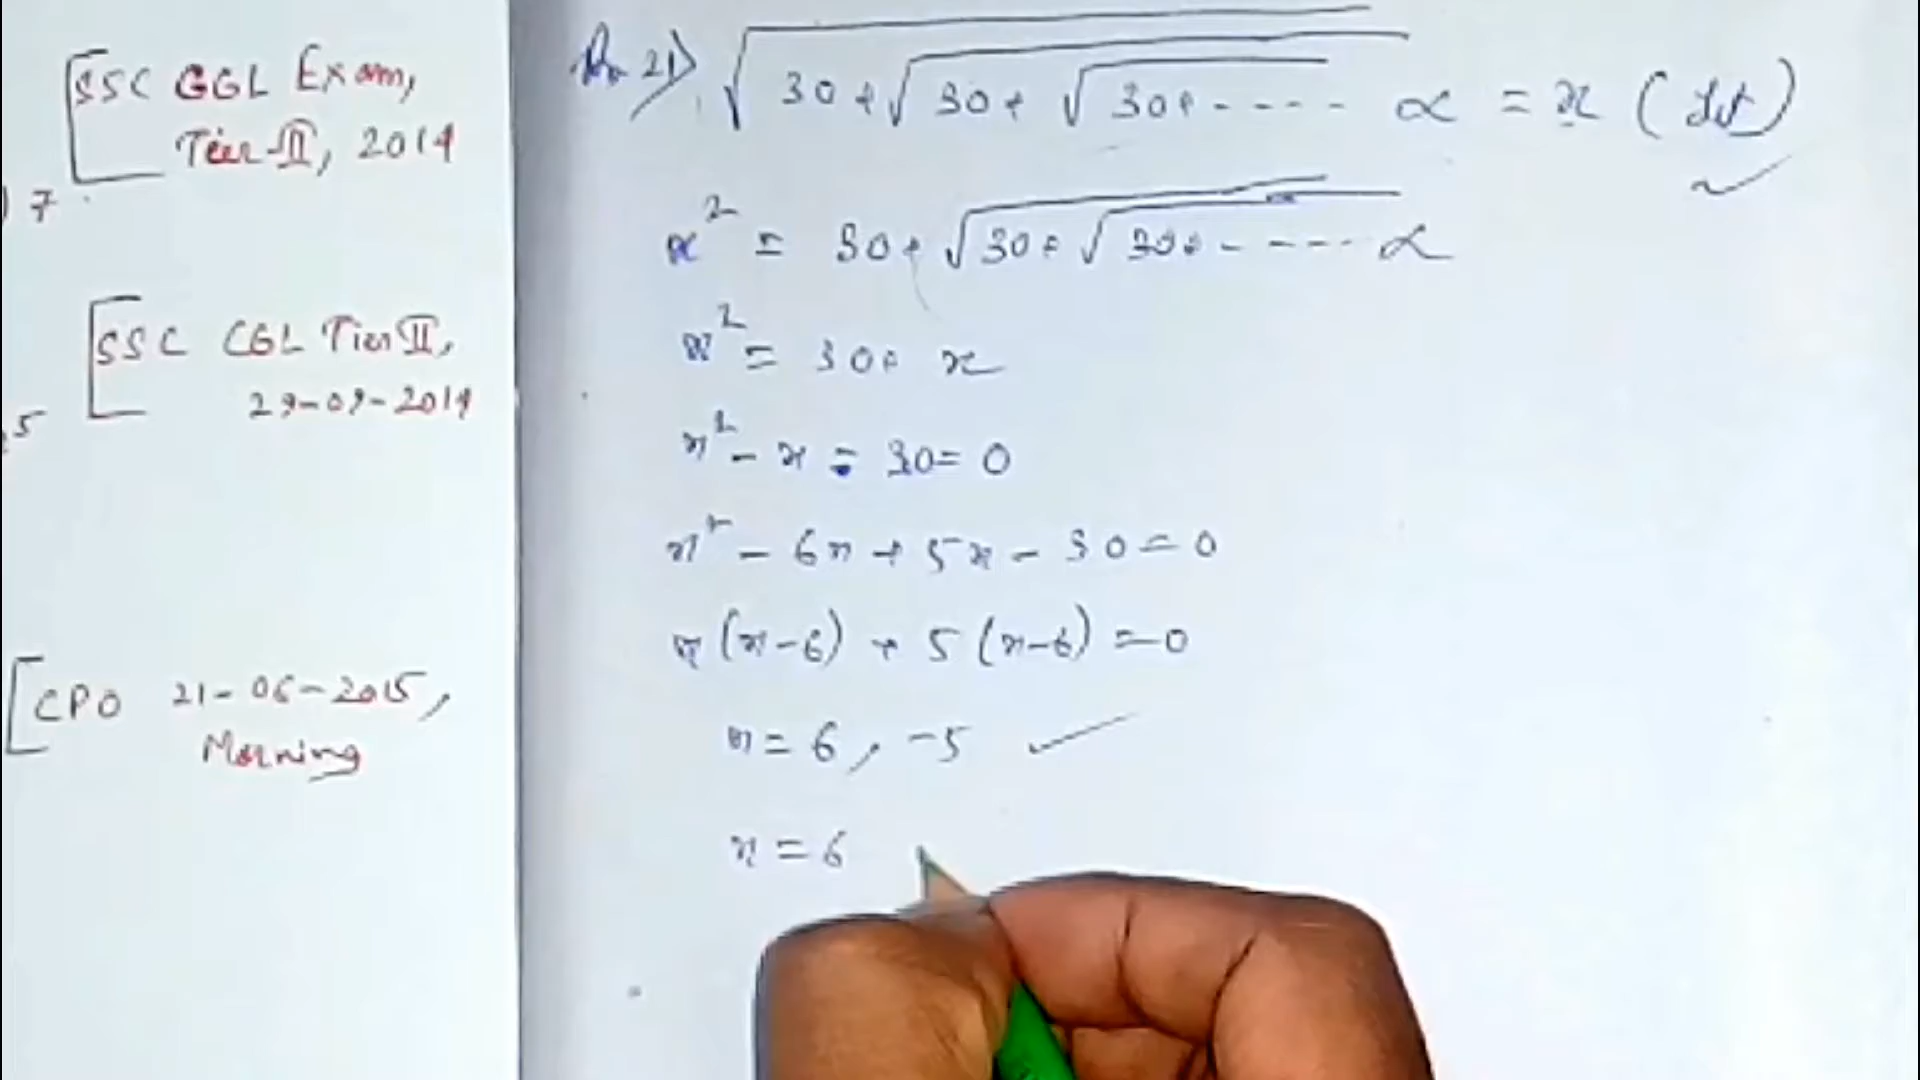 [SSC CGL Exam,
Tier-II, 2014
) 7
[SSC CGL Tier II,
29-09-2014
5
[CPO 21-06-2015,
Morning
21) √30+√30+√30+---- ∝ = x (let)
x² = 30+√30+√30+----- ∝
x² = 30+ x
x² - x - 30 = 0
x² - 6x + 5x - 30 = 0
x(x-6) + 5(x-6) = 0
x = 6, -5 ✓
x = 6